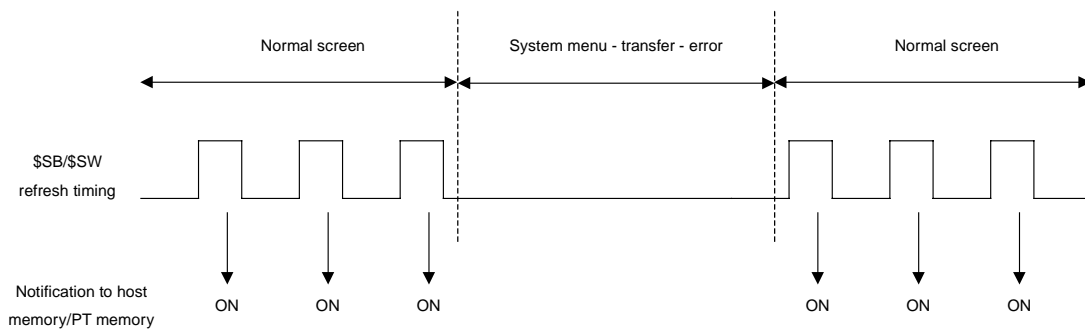 Normal screen
System menu - transfer - error
Normal screen
$SB/$SW
refresh timing
Notification to host
memory/PT memory
ON
ON
ON
ON
ON
ON